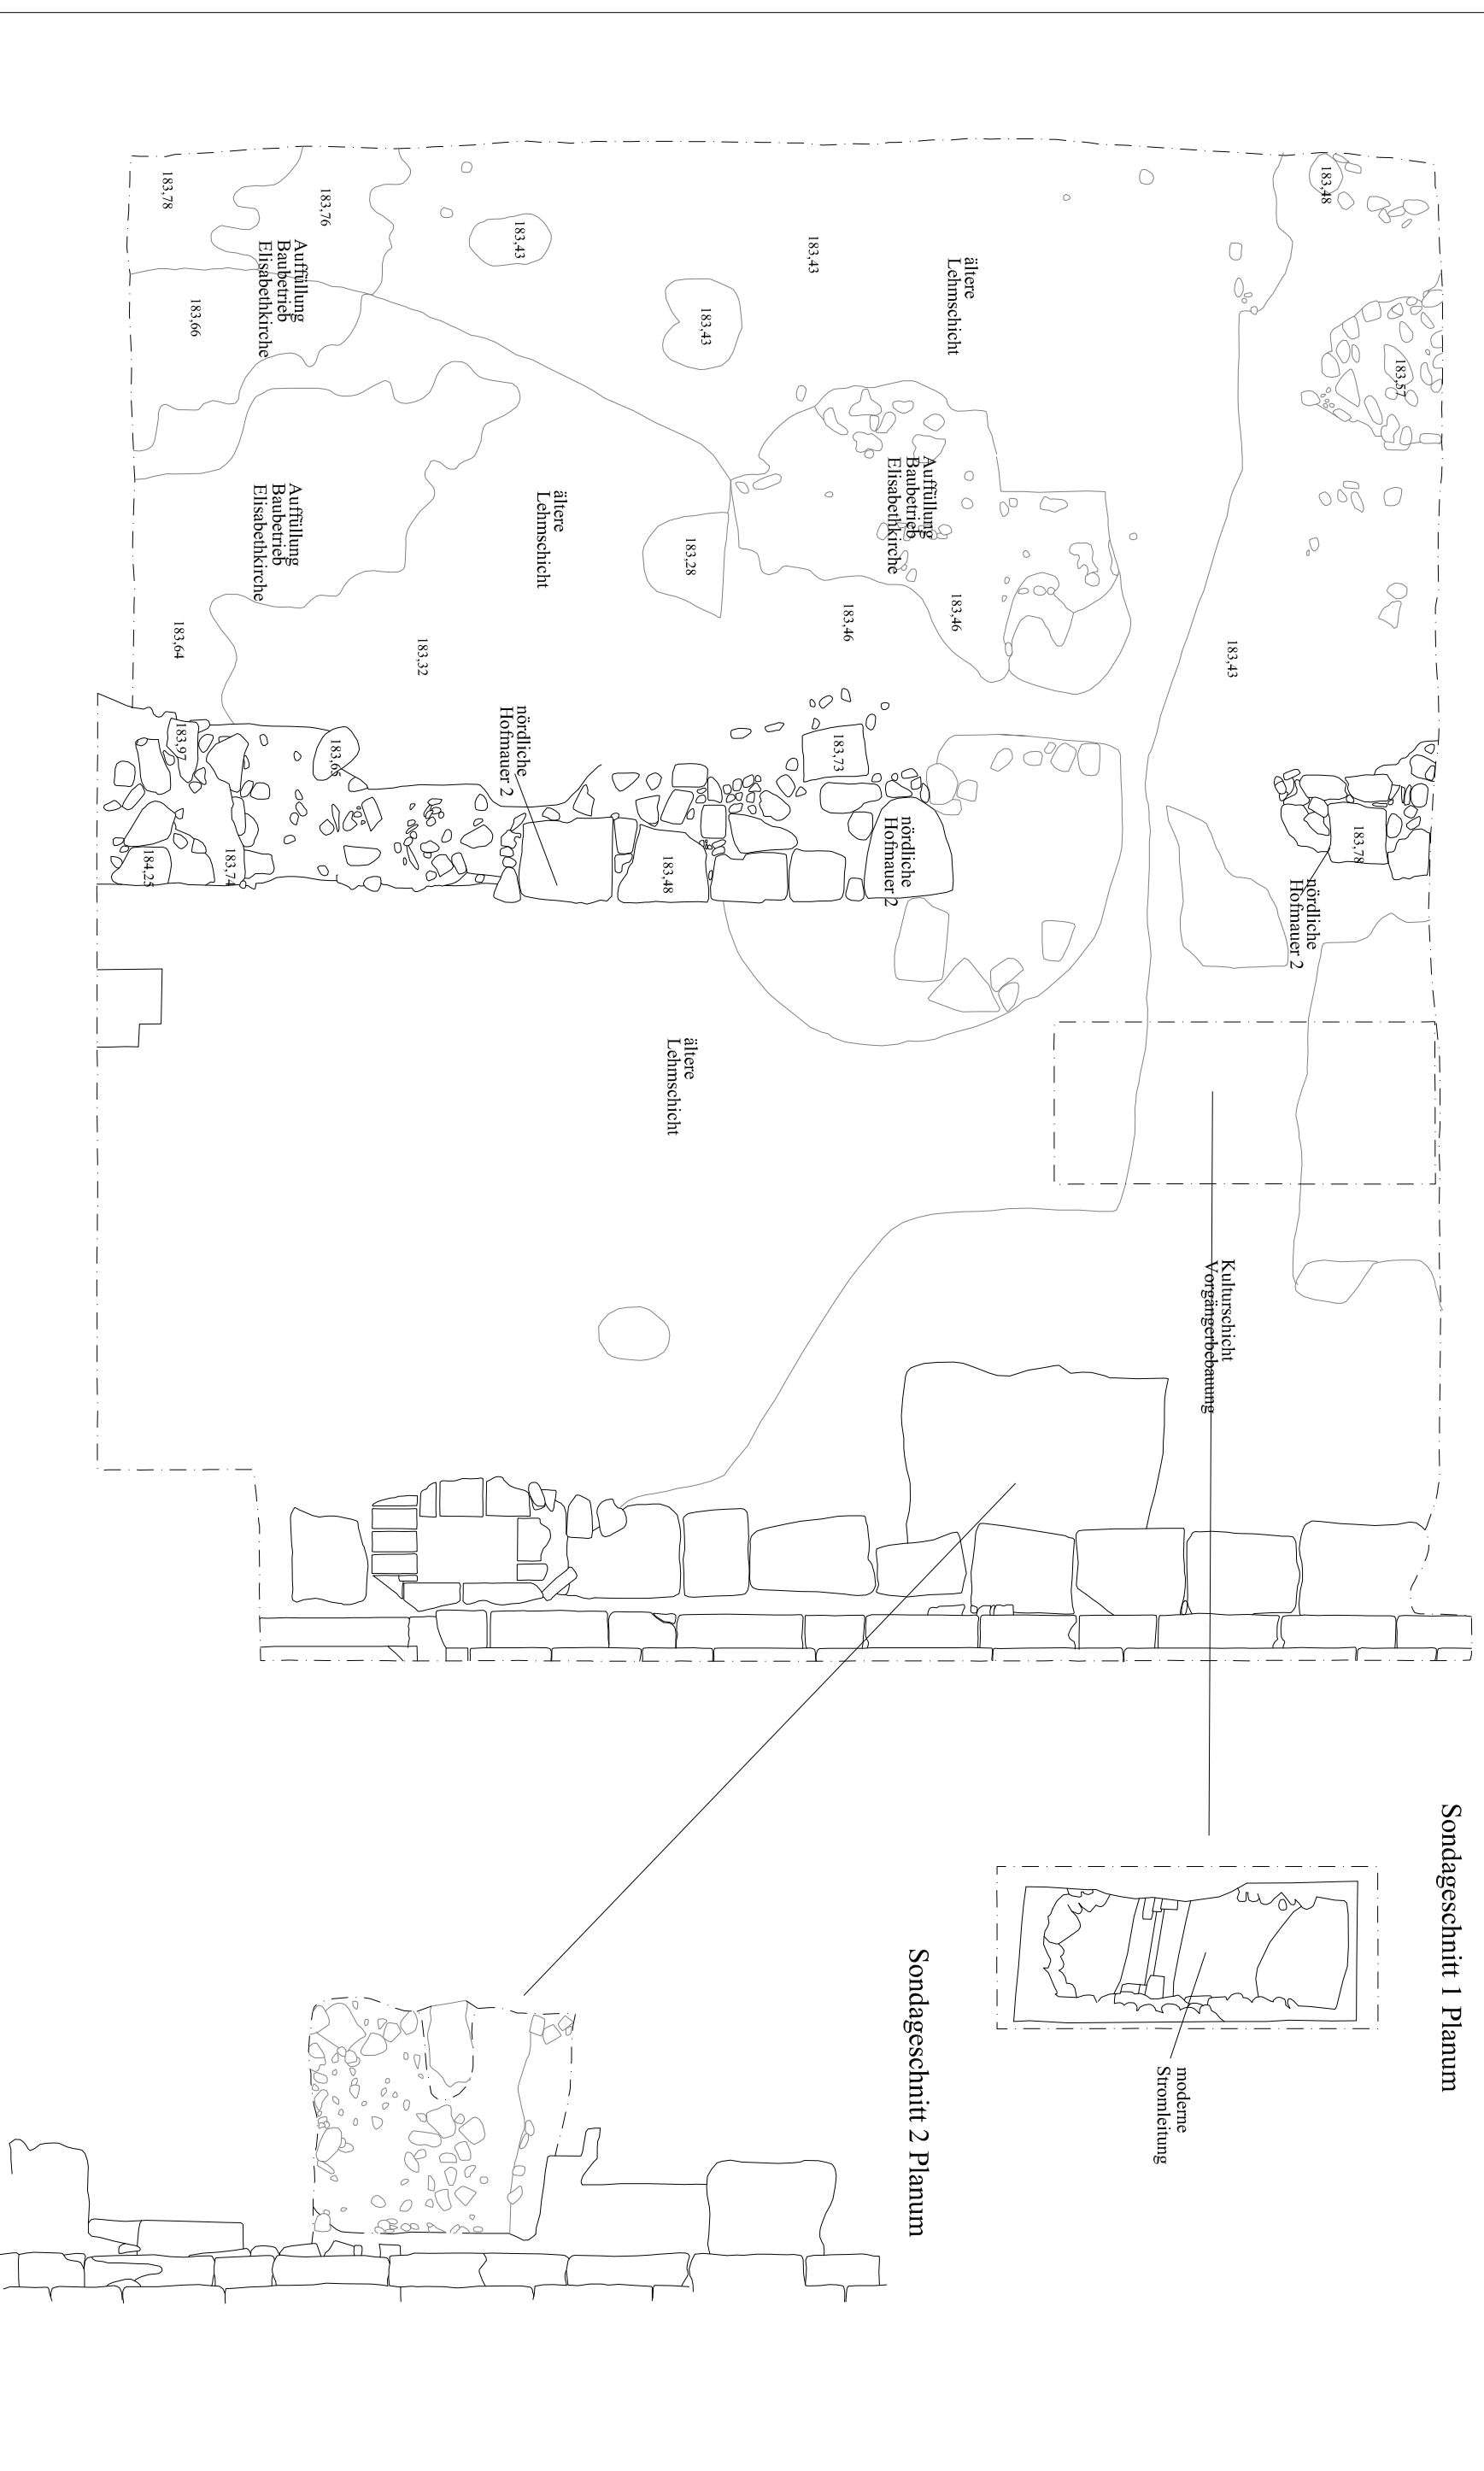 Sondageschnitt 1 Planum
183,48
183,57
183,43
183,78
nördliche
Hofmauer 2
Kulturschicht
Vorgängerbebauung
moderne
Stromleitung
ältere
Lehmschicht
183,43
Auffüllung
Baubetrieb
Elisabethkirche
183,46
183,46
nördliche
Hofmauer 2
Sondageschnitt 2 Planum
183,43
183,28
183,73
183,48
ältere
Lehmschicht
183,43
ältere
Lehmschicht
nördliche
Hofmauer 2
183,32
183,65
183,76
Auffüllung
Baubetrieb
Elisabethkirche
Auffüllung
Baubetrieb
Elisabethkirche
183,78
183,66
183,64
183,97
183,74
184,25